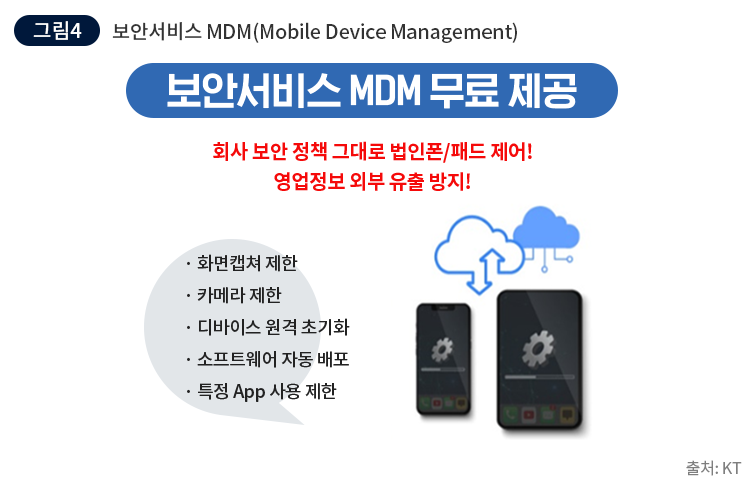 그림4
보안서비스 MDM(Mobile Device Management)
보안서비스 MDM 무료 제공
회사 보안 정책 그대로 법인폰/패드 제어!
영업정보 외부 유출 방지!
· 화면캡쳐 제한
· 카메라 제한
· 디바이스 원격 초기화
· 소프트웨어 자동 배포
· 특정 App 사용 제한
출처: KT